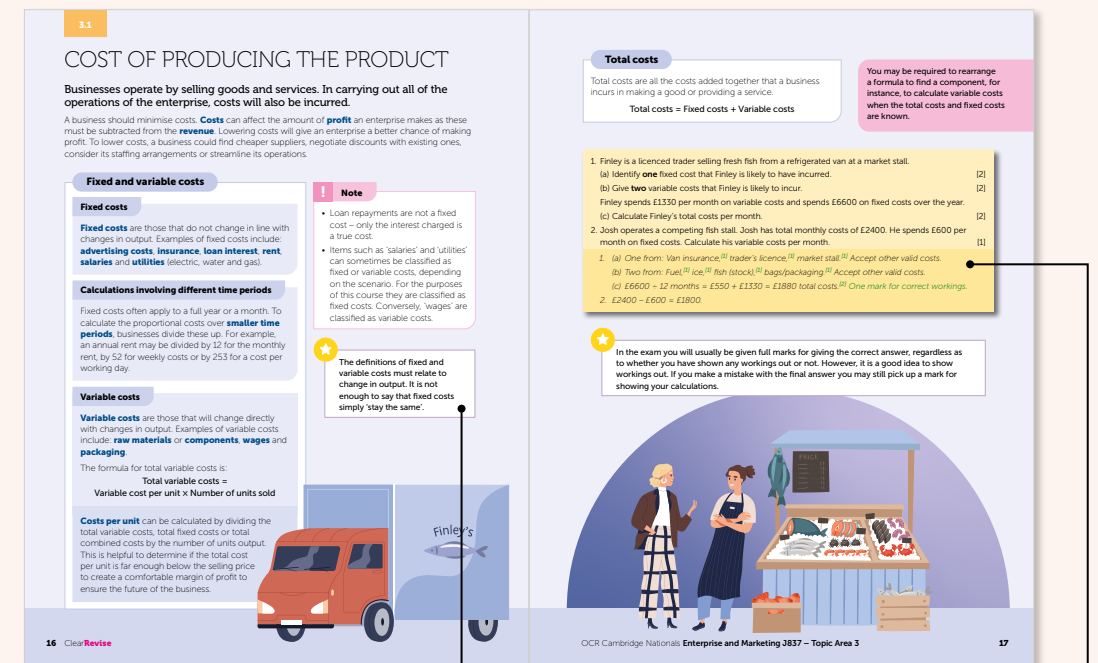 3.1
COST OF PRODUCING THE PRODUCT
Businesses operate by selling goods and services. In carrying out all of the
operations of the enterprise, costs will also be incurred.
A business should minimise costs. Costs can affect the amount of profit an enterprise makes as these
must be subtracted from the revenue. Lowering costs will give an enterprise a better chance of making
profit. To lower costs, a business could find cheaper suppliers, negotiate discounts with existing ones,
consider its staffing arrangements or streamline its operations.
Fixed and variable costs
Fixed costs
Fixed costs are those that do not change in line with
changes in output. Examples of fixed costs include:
advertising costs, insurance, loan interest, rent,
salaries and utilities (electric, water and gas).
Calculations involving different time periods
Fixed costs often apply to a full year or a month. To
calculate the proportional costs over smaller time
periods, businesses divide these up. For example,
an annual rent may be divided by 12 for the monthly
rent, by 52 for weekly costs or by 253 for a cost per
working day.
Variable costs
Variable costs are those that will change directly
with changes in output. Examples of variable costs
include: raw materials or components, wages and
packaging.
The formula for total variable costs is:
Total variable costs =
Variable cost per unit × Number of units sold
Costs per unit can be calculated by dividing the
total variable costs, total fixed costs or total
combined costs by the number of units output.
This is helpful to determine if the total cost
per unit is far enough below the selling price
to create a comfortable margin of profit to
ensure the future of the business.
! Note
• Loan repayments are not a fixed
cost – only the interest charged is
a true cost.
• Items such as 'salaries' and 'utilities'
can sometimes be classified as
fixed or variable costs, depending
on the scenario. For the purposes
of this course they are classified as
fixed costs. Conversely, 'wages' are
classified as variable costs.
The definitions of fixed and
variable costs must relate to
change in output. It is not
enough to say that fixed costs
simply 'stay the same'.
Finley's
16 ClearRevise
Total costs
Total costs are all the costs added together that a business
incurs in making a good or providing a service.
Total costs = Fixed costs + Variable costs
You may be required to rearrange
a formula to find a component, for
instance, to calculate variable costs
when the total costs and fixed costs
are known.
1. Finley is a licenced trader selling fresh fish from a refrigerated van at a market stall.
(a) Identify one fixed cost that Finley is likely to have incurred. [2]
(b) Give two variable costs that Finley is likely to incur. [2]
Finley spends £1330 per month on variable costs and spends £6600 on fixed costs over the year.
(c) Calculate Finley's total costs per month. [2]
2. Josh operates a competing fish stall. Josh has total monthly costs of £2400. He spends £600 per
month on fixed costs. Calculate his variable costs per month. [1]
1. (a) One from: Van insurance,[1] trader's licence,[1] market stall.[1] Accept other valid costs.
(b) Two from: Fuel,[1] ice,[1] fish (stock),[1] bags/packaging.[1] Accept other valid costs.
(c) £6600 ÷ 12 months = £550 + £1330 = £1880 total costs.[2] One mark for correct workings.
2. £2400 – £600 = £1800.
In the exam you will usually be given full marks for giving the correct answer, regardless as
to whether you have shown any workings out or not. However, it is a good idea to show
workings out. If you make a mistake with the final answer you may still pick up a mark for
showing your calculations.
PRICE
OCR Cambridge Nationals Enterprise and Marketing J837 – Topic Area 3 17